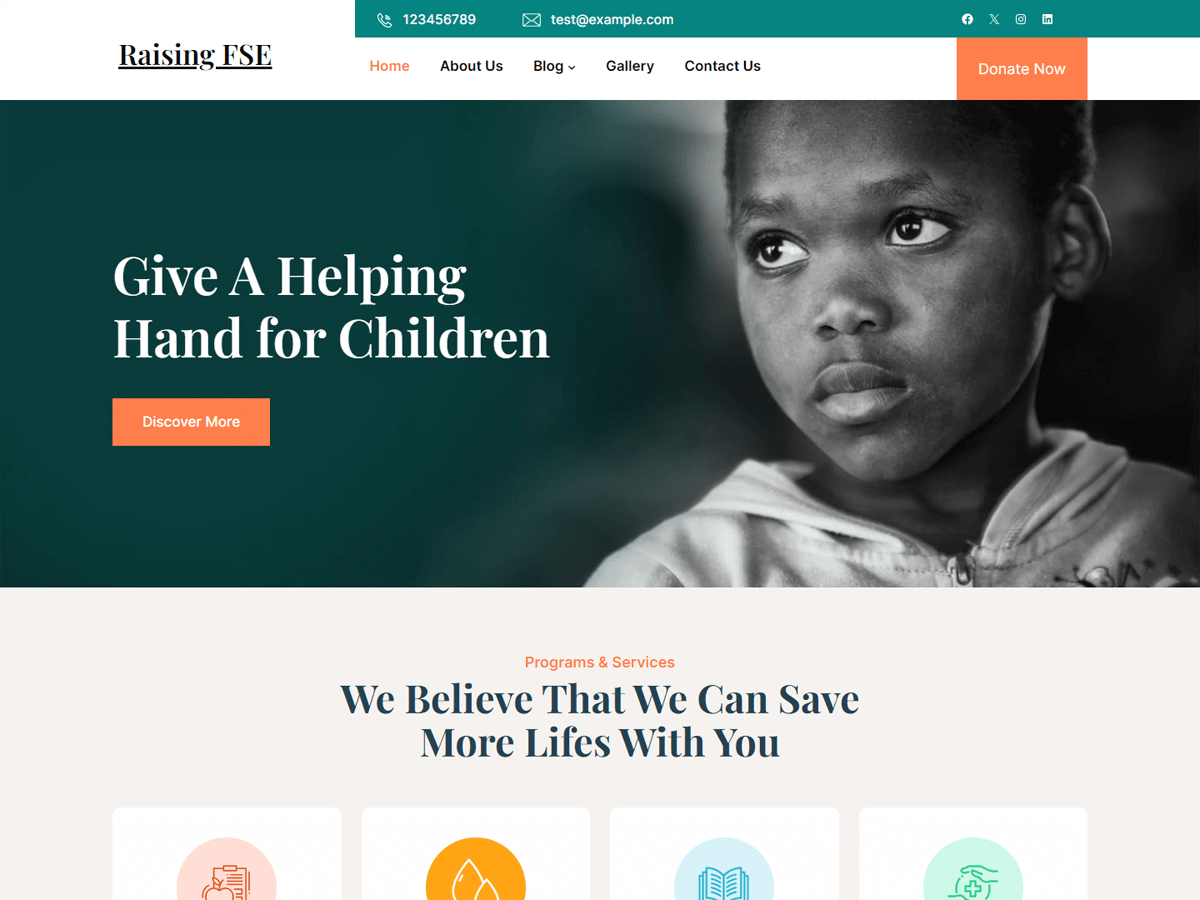 123456789
test@example.com
Raising FSE
Home
About Us
Blog
Gallery
Contact Us
Donate Now
Give A Helping
Hand for Children
Discover More
Programs & Services
We Believe That We Can Save
More Lifes With You